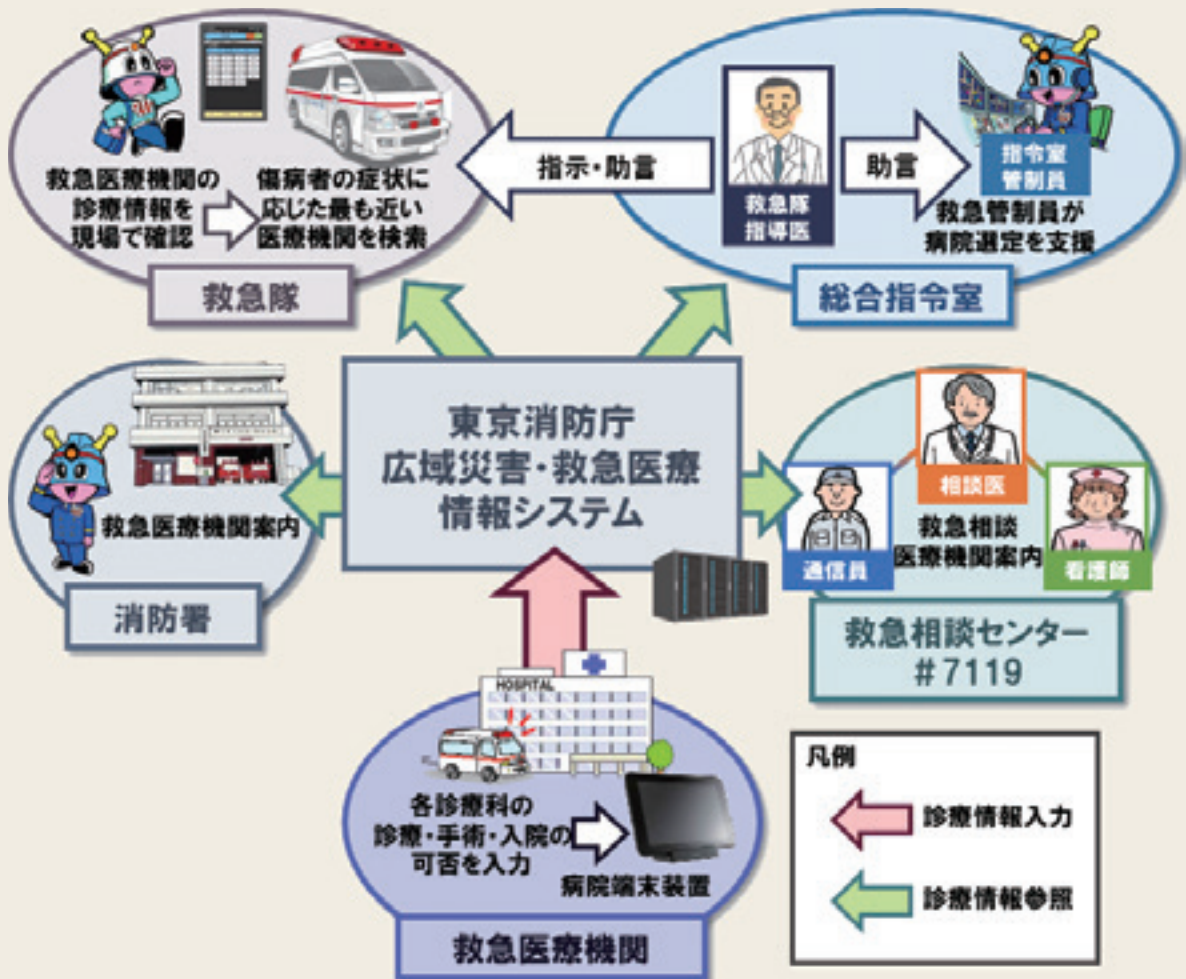 救急医療機関の
診療情報を
現場で確認
傷病者の症状に
応じた最も近い
医療機関を検索
救急隊
指示・助言
救急隊
指導医
助言
指令室
管制員
救急管制員が
病院選定を支援
総合指令室
救急医療機関案内
消防署
東京消防庁
広域災害・救急医療
情報システム
相談医
通信員
救急相談
医療機関案内
看護師
救急相談センター
#7119
HOSPITAL
各診療科の
診療・手術・入院の
可否を入力
病院端末装置
救急医療機関
凡例
診療情報入力
診療情報参照